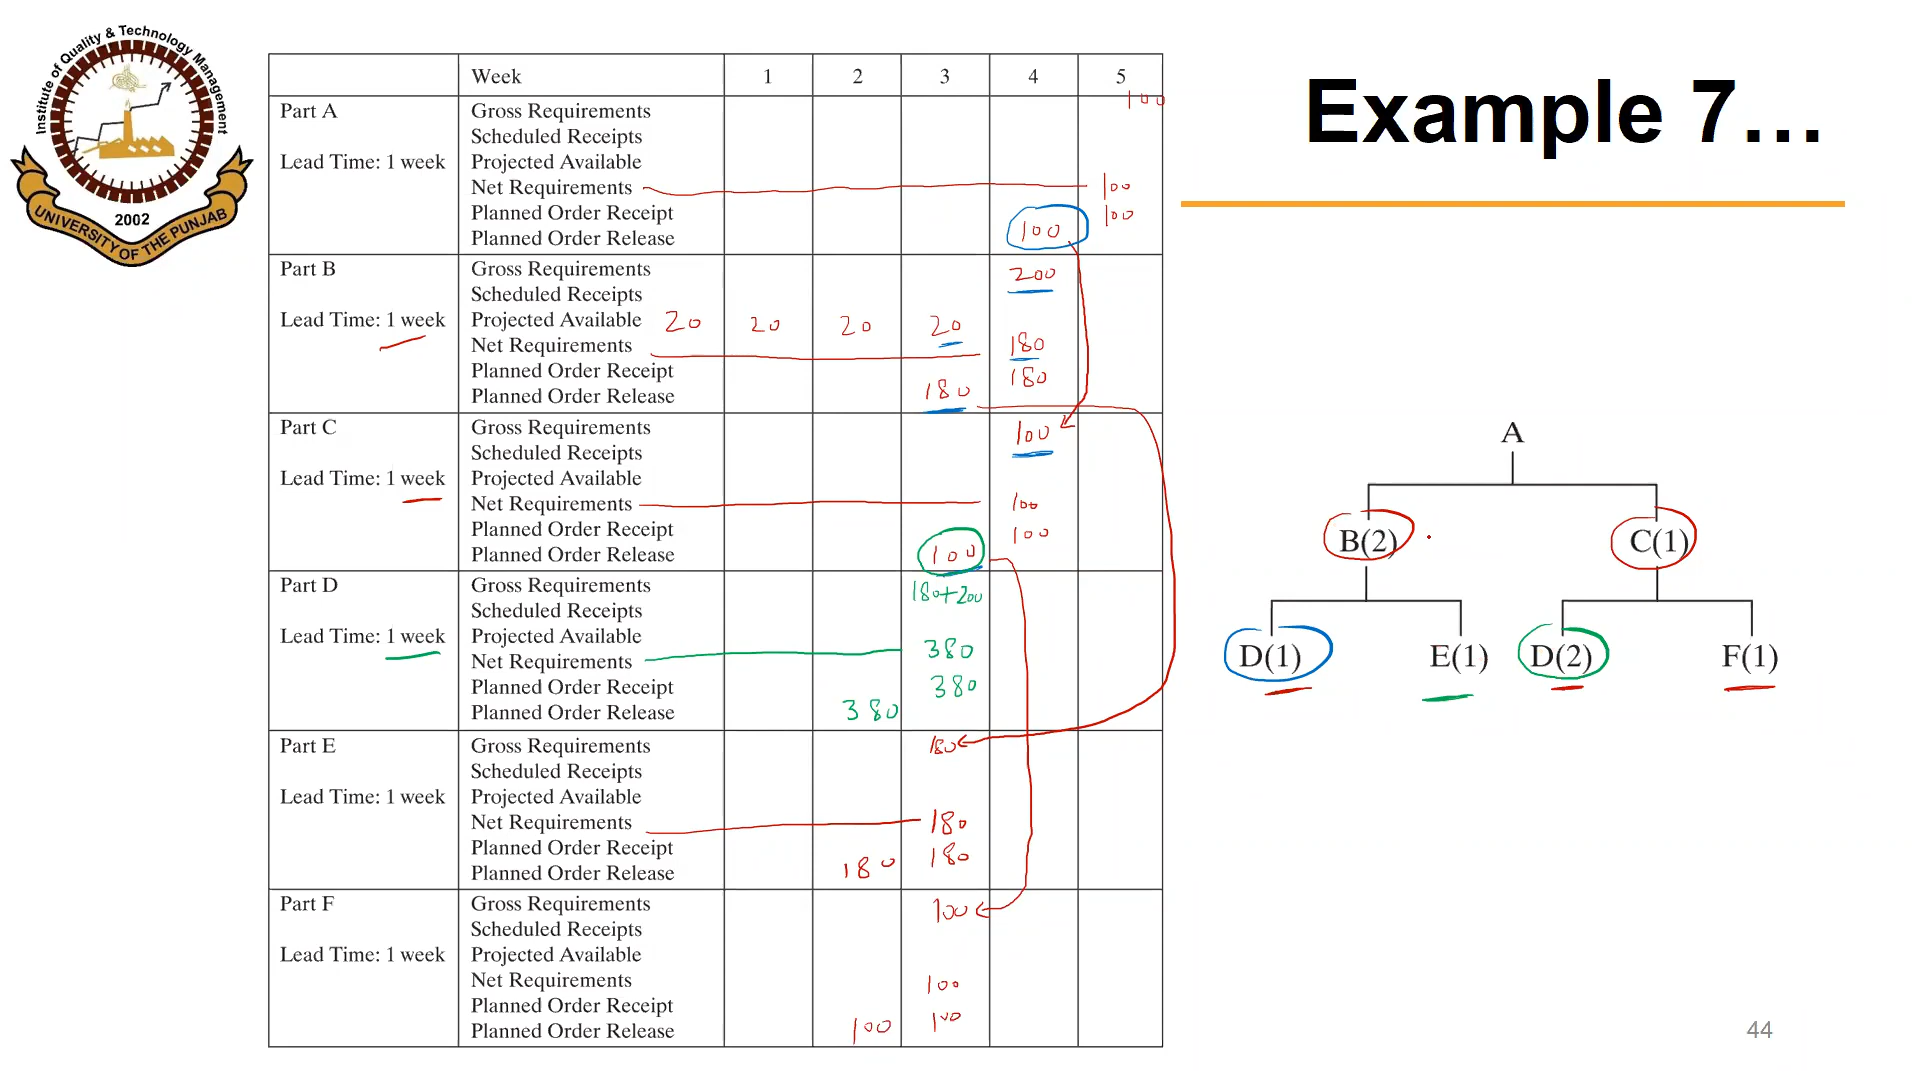 Institute of Quality & Technology Management
2002
UNIVERSITY OF THE PUNJAB
Example 7…
Week 1 2 3 4 5
Part A Gross Requirements 100
Scheduled Receipts
Lead Time: 1 week Projected Available
Net Requirements 100
Planned Order Receipt 100
Planned Order Release 100
Part B Gross Requirements 200
Scheduled Receipts
Lead Time: 1 week Projected Available 20 20 20 20
Net Requirements 180
Planned Order Receipt 180
Planned Order Release 180
Part C Gross Requirements 100
Scheduled Receipts
Lead Time: 1 week Projected Available
Net Requirements 100
Planned Order Receipt 100
Planned Order Release 100
Part D Gross Requirements 180+200
Scheduled Receipts
Lead Time: 1 week Projected Available
Net Requirements 380
Planned Order Receipt 380
Planned Order Release 380
Part E Gross Requirements 180
Scheduled Receipts
Lead Time: 1 week Projected Available
Net Requirements 180
Planned Order Receipt 180
Planned Order Release 180
Part F Gross Requirements 100
Scheduled Receipts
Lead Time: 1 week Projected Available
Net Requirements 100
Planned Order Receipt 100
Planned Order Release 100
A
B(2) C(1)
D(1) E(1) D(2) F(1)
44